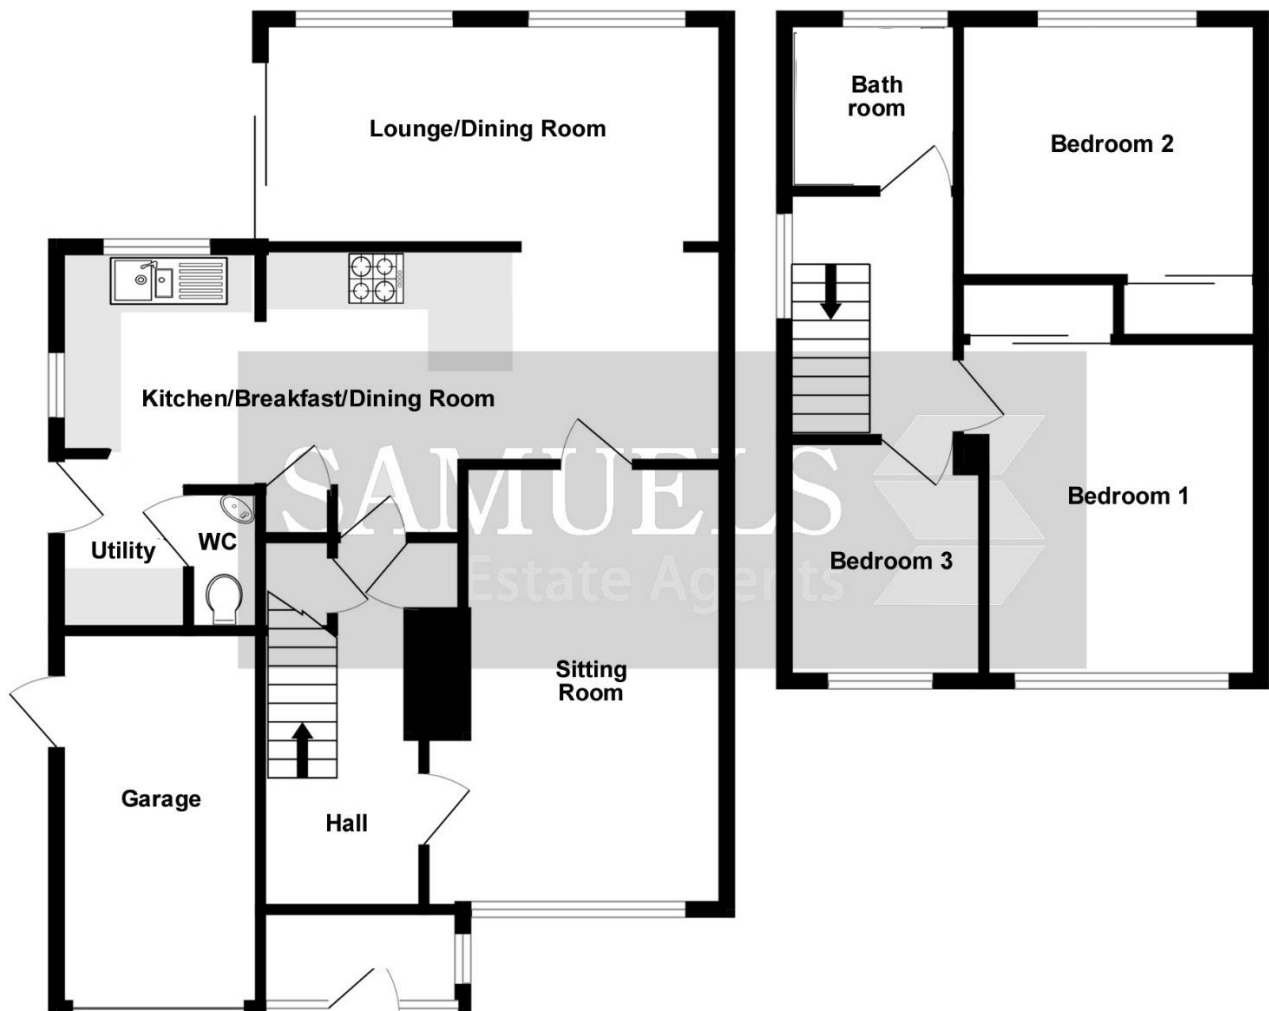 Lounge/Dining Room
Kitchen/Breakfast/Dining Room
Utility
WC
Sitting
Room
Garage
Hall
Bath
room
Bedroom 2
Bedroom 1
Bedroom 3
SAMUELS
Estate Agents